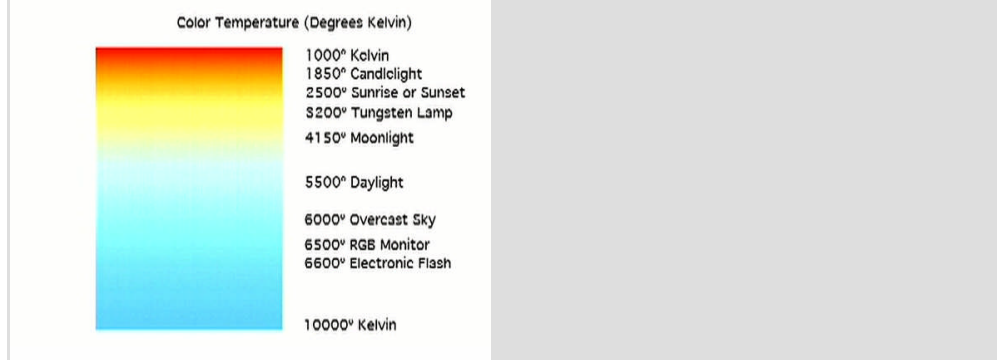 Color Temperature (Degrees Kelvin)
1000° Kelvin
1850° Candlelight
2500° Sunrise or Sunset
3200° Tungsten Lamp
4150° Moonlight
5500° Daylight
6000° Overcast Sky
6500° RGB Monitor
6600° Electronic Flash
10000° Kelvin